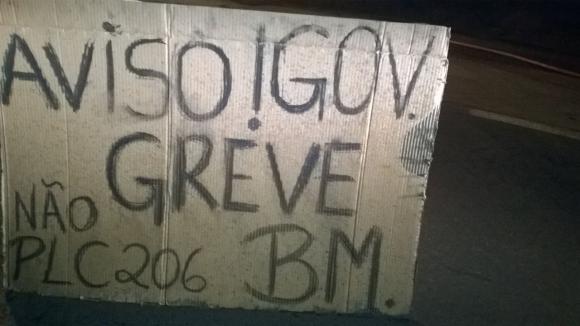 AVISO! GOV.
GREVE
NÃO
PLC206 BM.